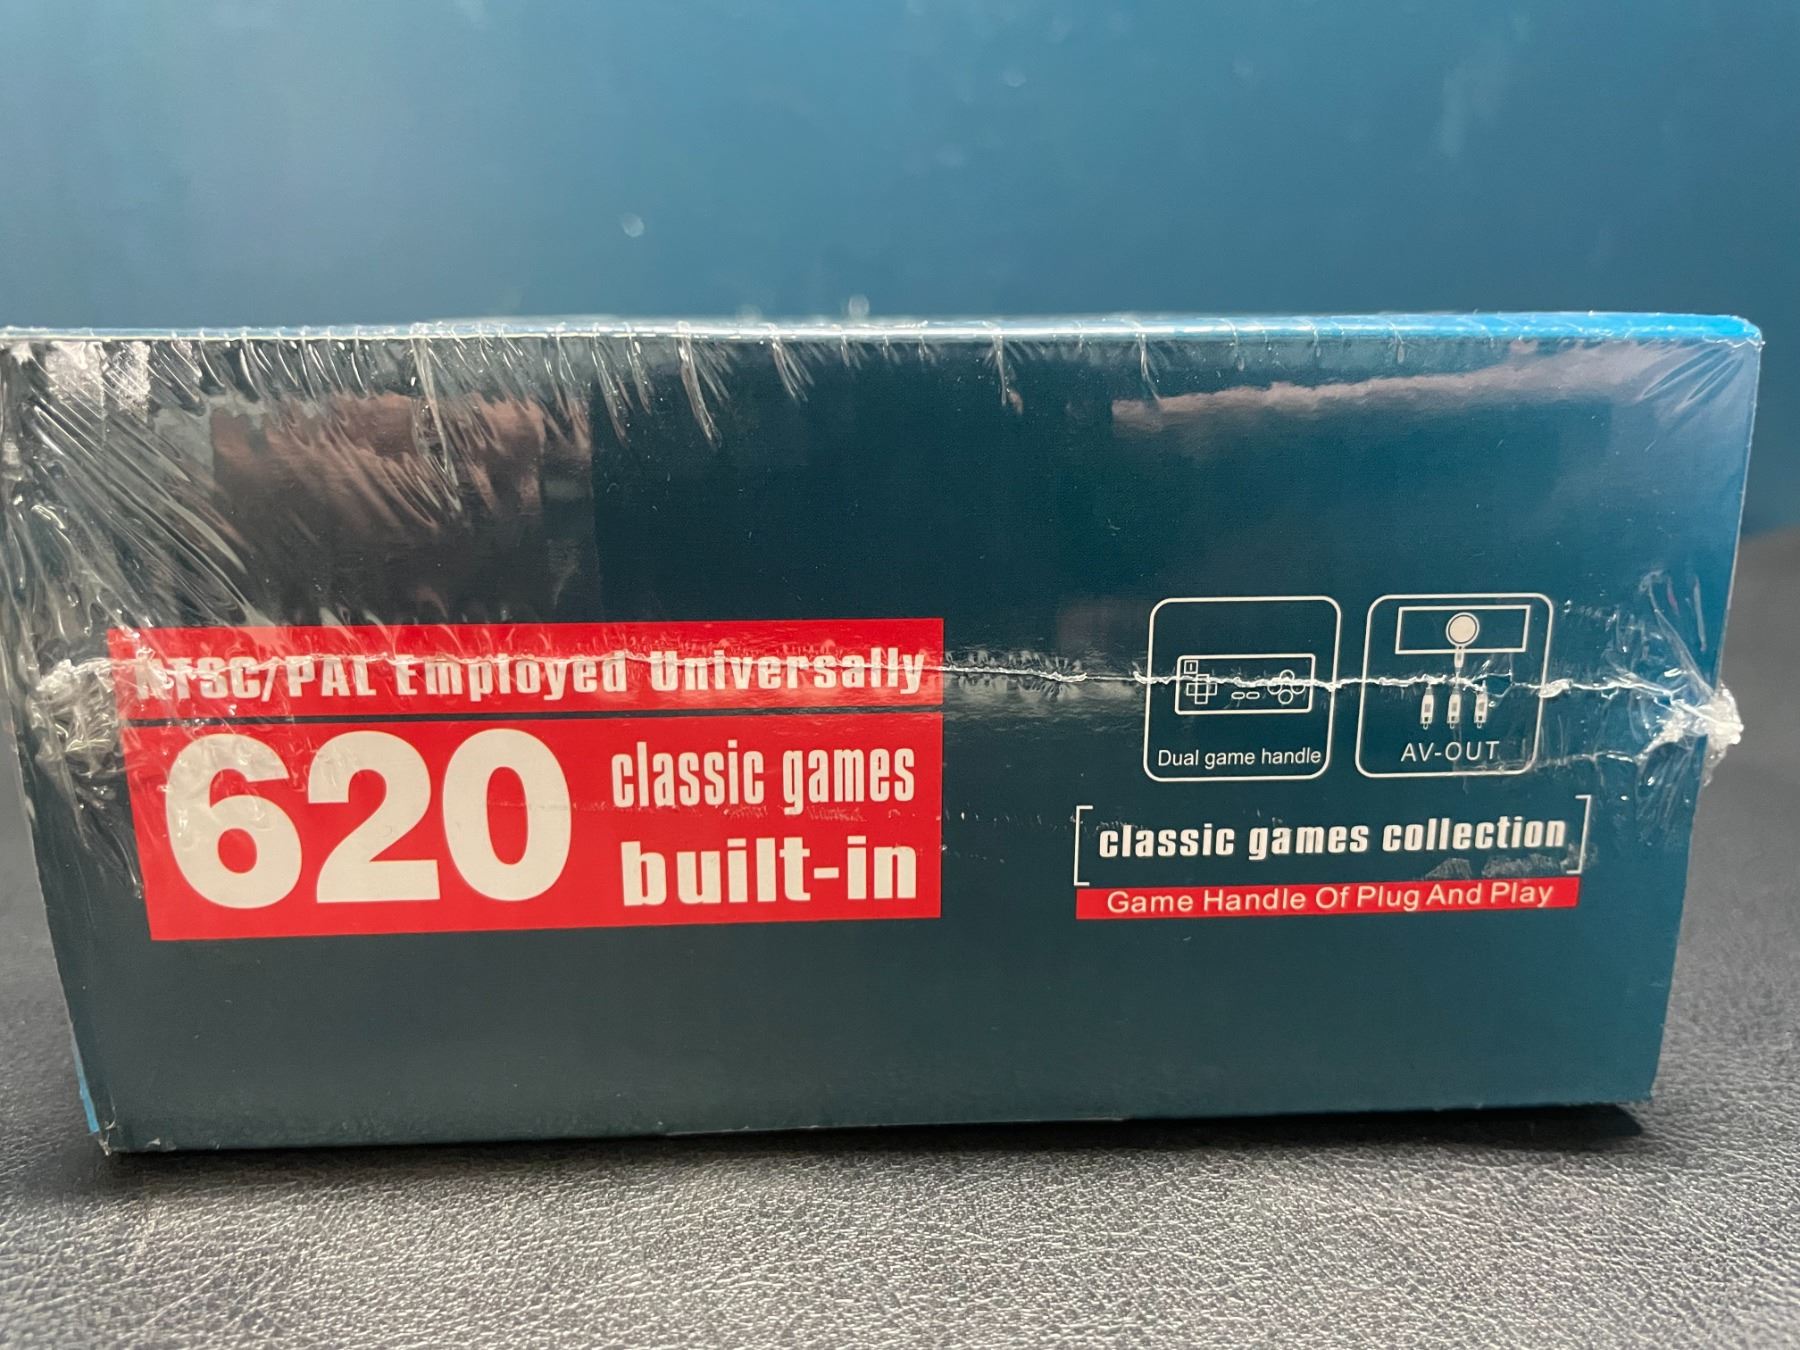 NTSC/PAL Employed Universally
620 classic games
built-in
Dual game handle
AV-OUT
classic games collection
Game Handle Of Plug And Play